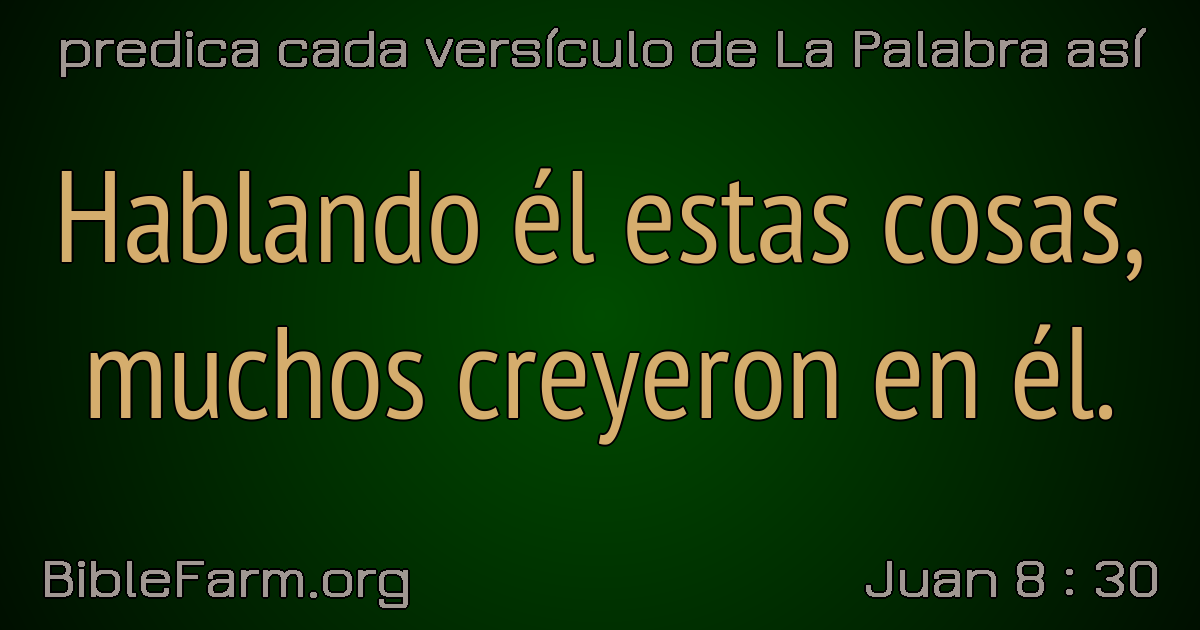 predica cada versículo de La Palabra así
Hablando él estas cosas,
muchos creyeron en él.
BibleFarm.org
Juan 8 : 30